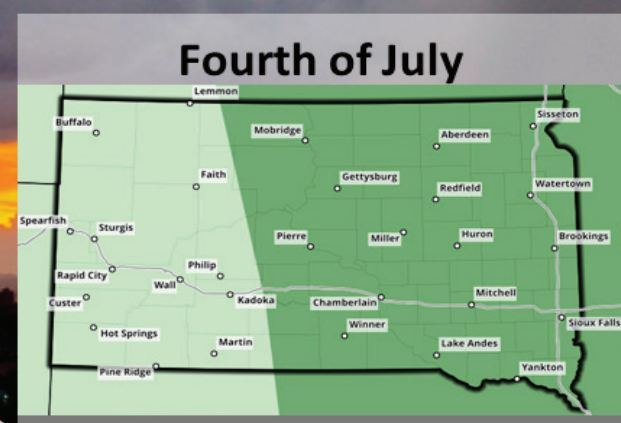 Fourth of July
Lemmon
Buffalo
Sisseton
Mobridge
Aberdeen
Faith
Gettysburg
Redfield
Watertown
Spearfish
Sturgis
Pierre
Miller
Huron
Brookings
Rapid City
Philip
Wall
Custer
Kadoka
Chamberlain
Mitchell
Sioux Falls
Hot Springs
Winner
Martin
Lake Andes
Pine Ridge
Yankton